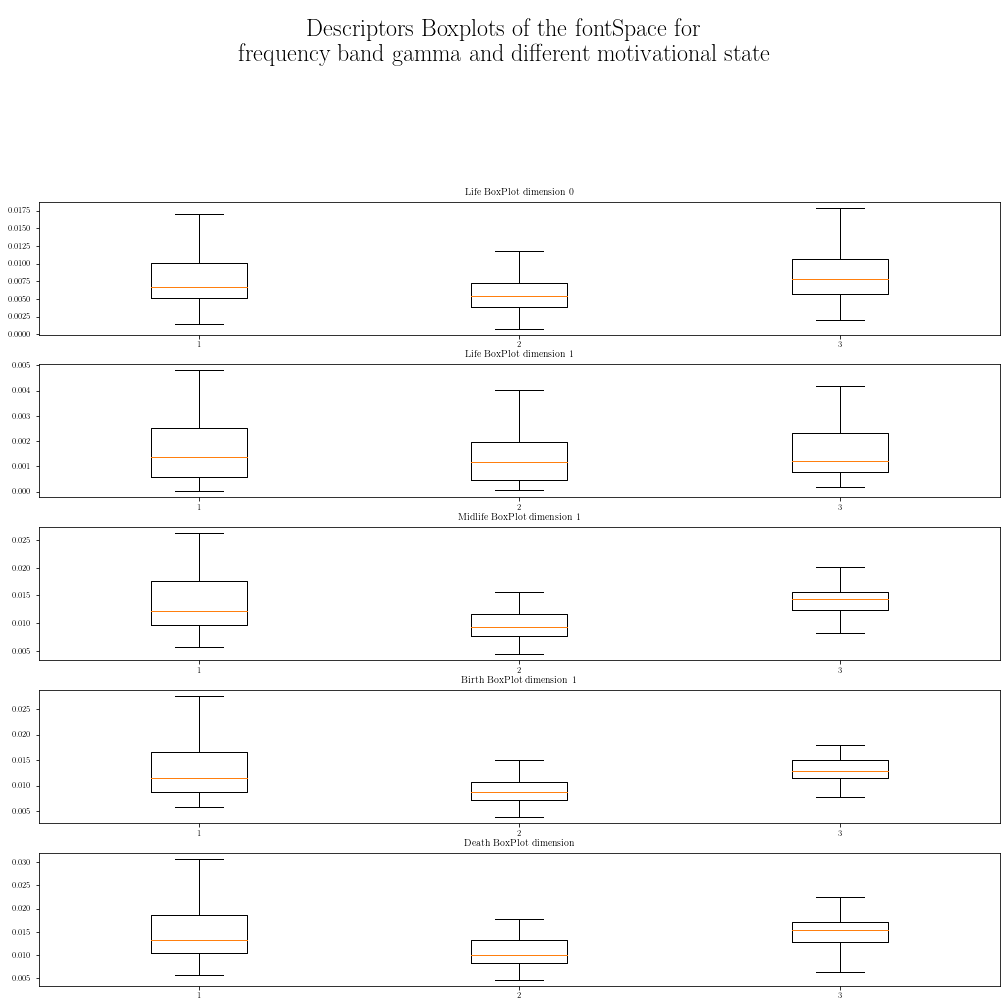 Descriptors Boxplots of the fontSpace for
frequency band gamma and different motivational state
Life BoxPlot dimension 0
0.0175
0.0150
0.0125
0.0100
0.0075
0.0050
0.0025
0.0000
1 2 3
Life BoxPlot dimension 1
0.005
0.004
0.003
0.002
0.001
0.000
1 2 3
Midlife BoxPlot dimension 1
0.025
0.020
0.015
0.010
0.005
1 2 3
Birth BoxPlot dimension 1
0.025
0.020
0.015
0.010
0.005
1 2 3
Death BoxPlot dimension
0.030
0.025
0.020
0.015
0.010
0.005
1 2 3